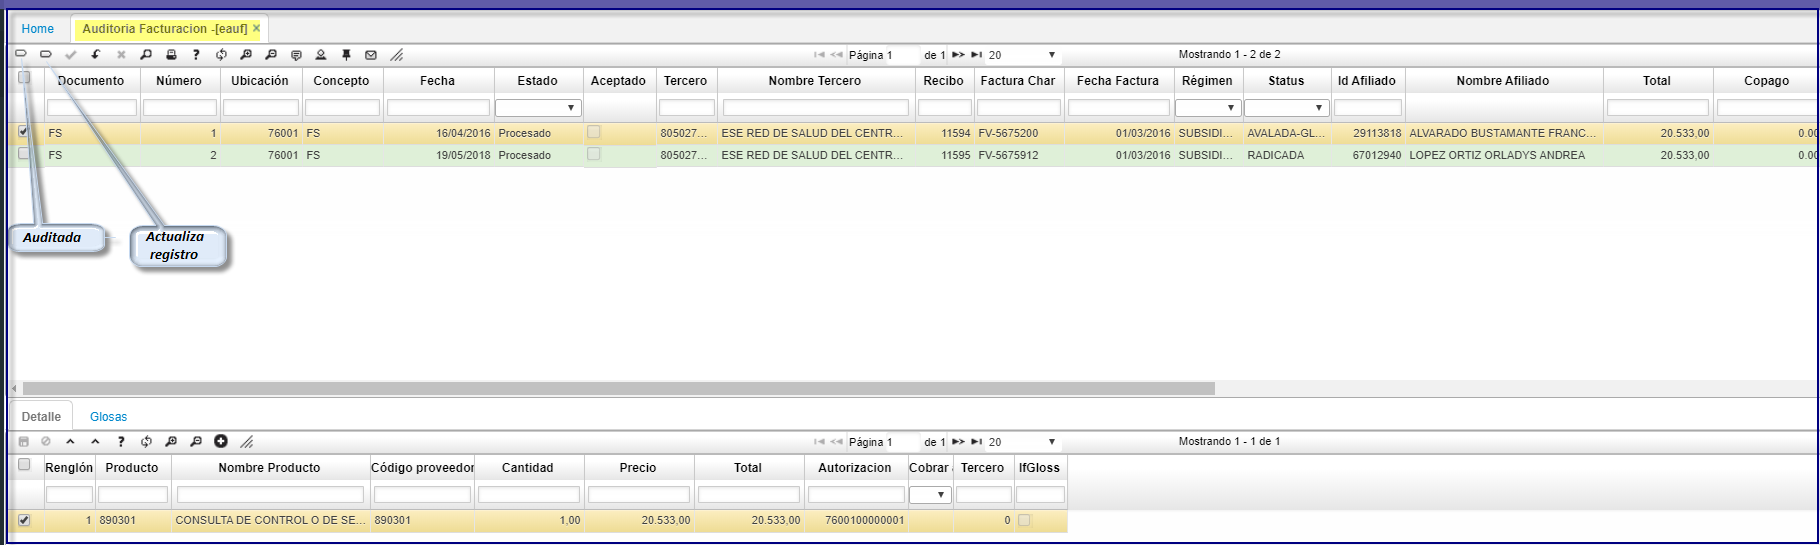 Home Auditoria Facturacion -[eauf] ×
Página 1 de 1 20 Mostrando 1 - 2 de 2
Documento Número Ubicación Concepto Fecha Estado Aceptado Tercero Nombre Tercero Recibo Factura Char Fecha Factura Régimen Status Id Afiliado Nombre Afiliado Total Copago
FS 1 76001 FS 16/04/2016 Procesado 805027... ESE RED DE SALUD DEL CENTR... 11594 FV-5675200 01/03/2016 SUBSIDI... AVALADA-GL... 29113818 ALVARADO BUSTAMANTE FRANC... 20.533,00 0.00
FS 2 76001 FS 19/05/2018 Procesado 805027... ESE RED DE SALUD DEL CENTR... 11595 FV-5675912 01/03/2016 SUBSIDI... RADICADA 67012940 LOPEZ ORTIZ ORLADYS ANDREA 20.533,00 0.00
Auditada
Actualiza
registro
Detalle Glosas
Página 1 de 1 20 Mostrando 1 - 1 de 1
Renglón Producto Nombre Producto Código proveedor Cantidad Precio Total Autorizacion Cobrar Tercero IfGloss
1 890301 CONSULTA DE CONTROL O DE SE... 890301 1,00 20.533,00 20.533,00 7600100000001 0